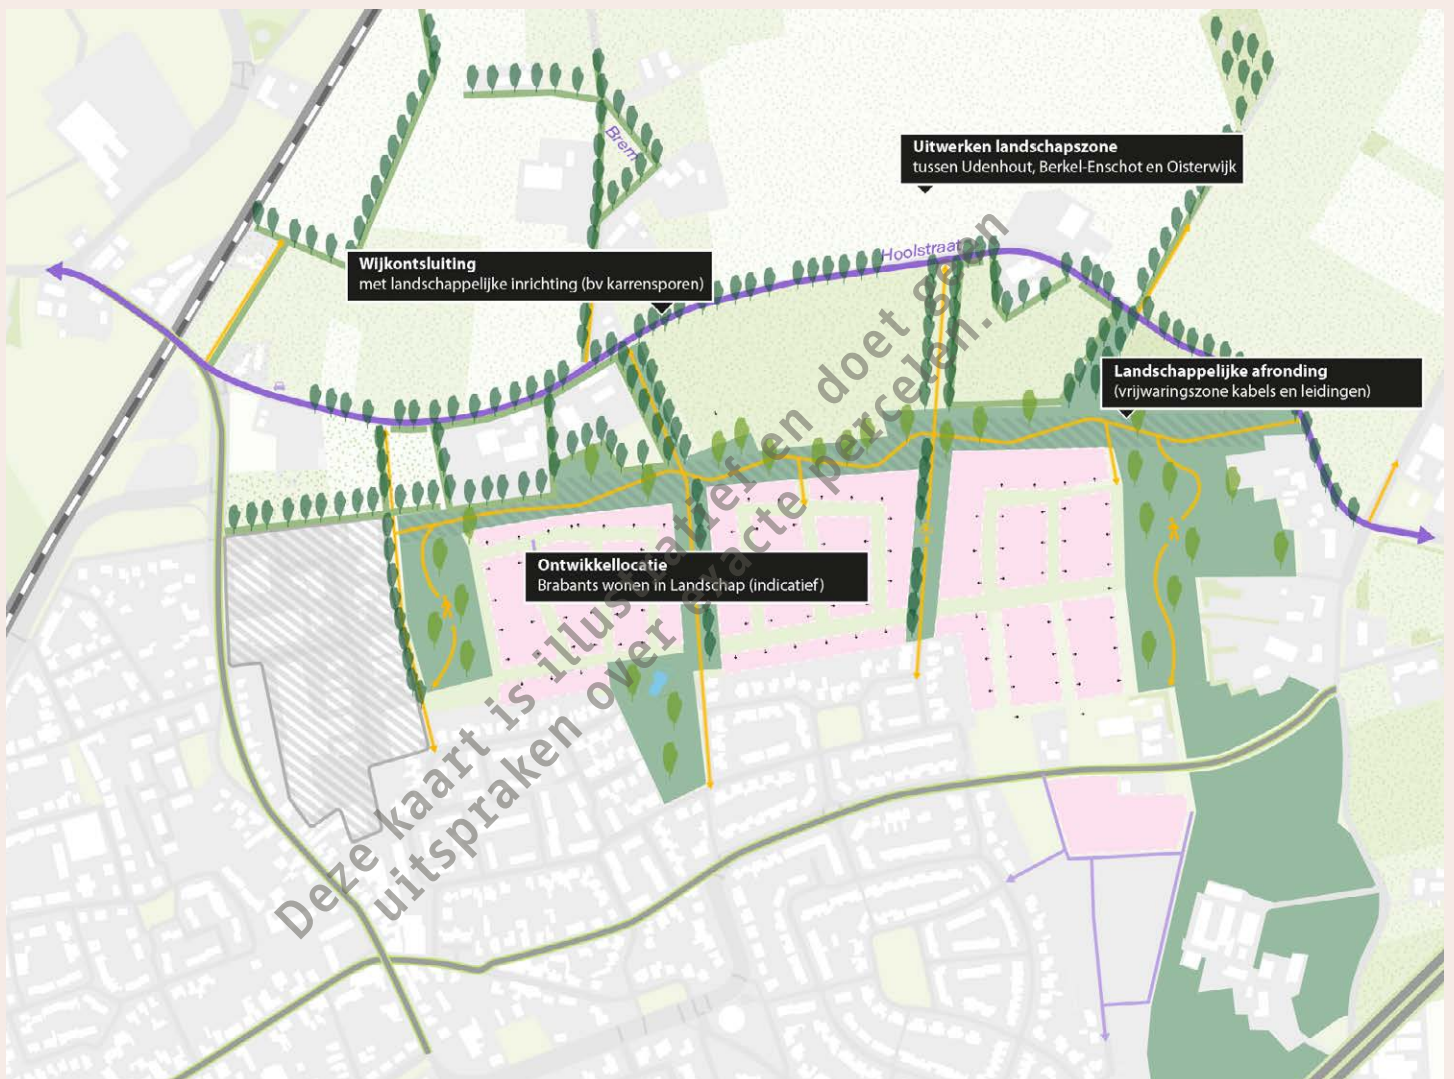 Brem
Uitwerken landschapszone
tussen Udenhout, Berkel-Enschot en Oisterwijk
Hoolstraat
Wijkontsluiting
met landschappelijke inrichting (bv karrensporen)
Landschappelijke afronding
(vrijwaringszone kabels en leidingen)
Ontwikkellocatie
Brabants wonen in Landschap (indicatief)
Deze kaart is illustratief en doet geen
uitspraken over exacte percelen.